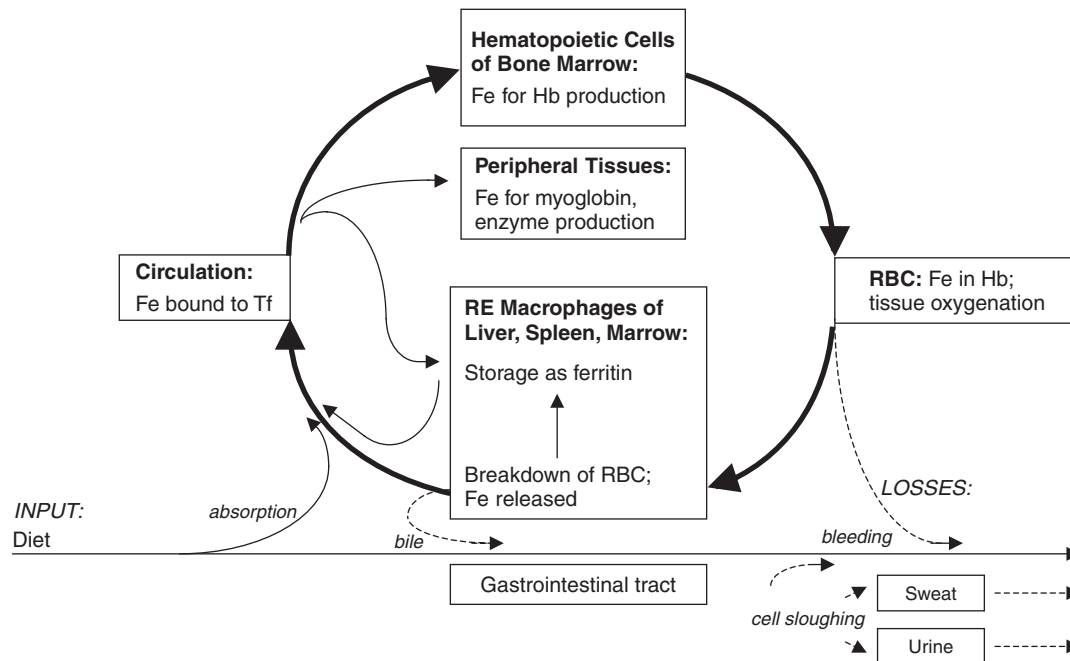 Hematopoietic Cells
of Bone Marrow:
Fe for Hb production
Peripheral Tissues:
Fe for myoglobin,
enzyme production
Circulation:
Fe bound to Tf
RBC: Fe in Hb;
tissue oxygenation
RE Macrophages of
Liver, Spleen, Marrow:
Storage as ferritin
Breakdown of RBC;
Fe released
INPUT:
Diet
absorption
bile
LOSSES:
bleeding
Gastrointestinal tract
cell sloughing
Sweat
Urine